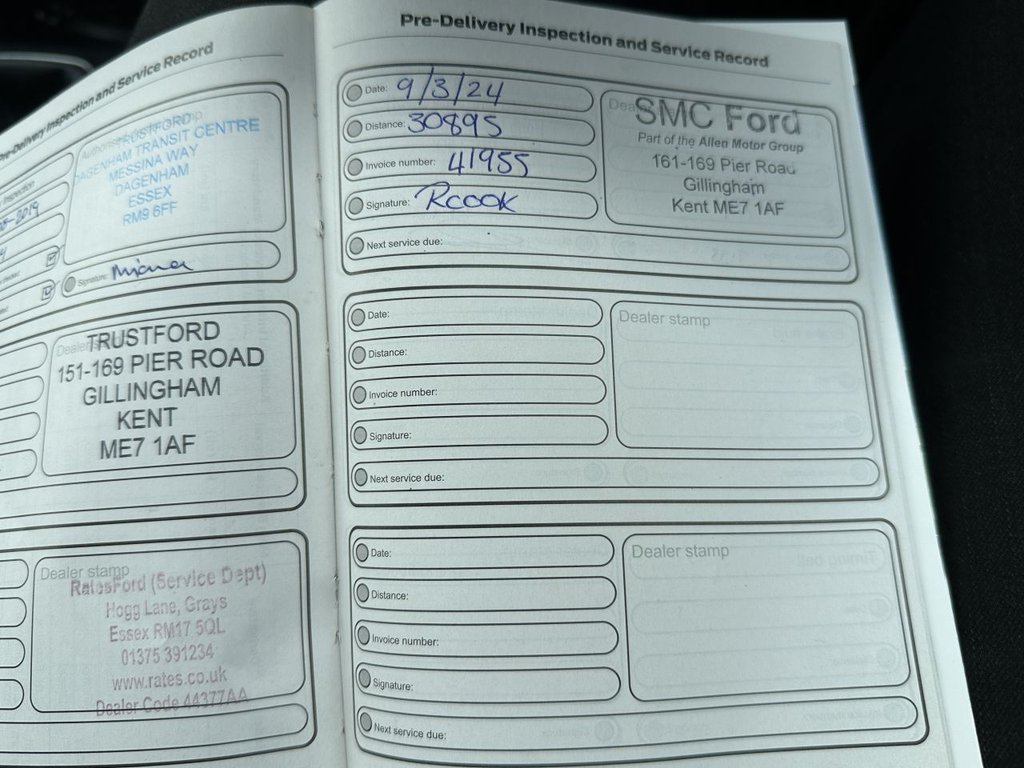 Pre-Delivery Inspection and Service Record
TRUSTFORD
DAGENHAM TRANSIT CENTRE
MESSINA WAY
DAGENHAM
ESSEX
RM9 6FF
Signature:
Dealer
TRUSTFORD
151-169 PIER ROAD
GILLINGHAM
KENT
ME7 1AF
Dealer stamp
RatesFord (Service Dept)
Hogg Lane, Grays
Essex RM17 5QL
01375 391234
www.rates.co.uk
Dealer Code 44377AA
Pre-Delivery Inspection and Service Record
Date: 9/3/24
Distance: 30895
Invoice number: 41955
Signature: Rcook
Next service due:
SMC Ford
Part of the Allen Motor Group
161-169 Pier Road
Gillingham
Kent ME7 1AF
Date:
Distance:
Invoice number:
Signature:
Next service due:
Dealer stamp
Date:
Distance:
Invoice number:
Signature:
Next service due:
Dealer stamp